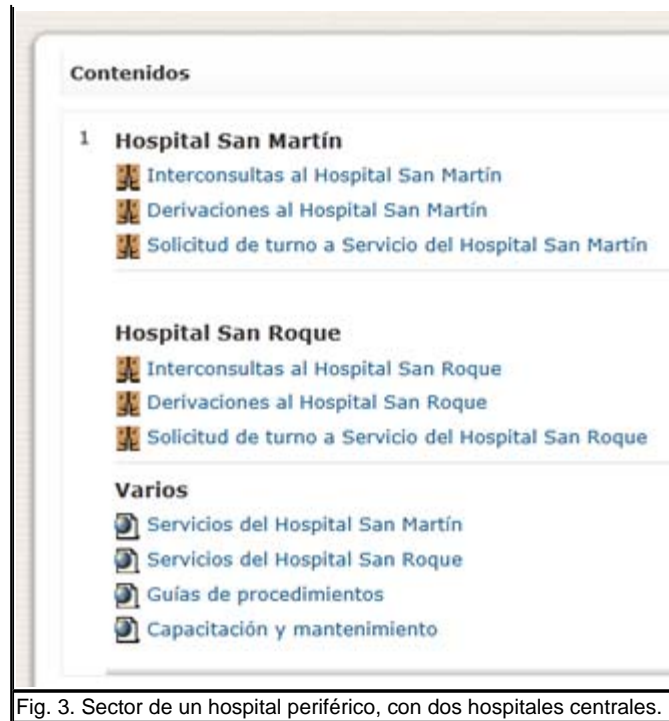 Contenidos
1 Hospital San Martín
Interconsultas al Hospital San Martín
Derivaciones al Hospital San Martín
Solicitud de turno a Servicio del Hospital San Martín
Hospital San Roque
Interconsultas al Hospital San Roque
Derivaciones al Hospital San Roque
Solicitud de turno a Servicio del Hospital San Roque
Varios
Servicios del Hospital San Martín
Servicios del Hospital San Roque
Guías de procedimientos
Capacitación y mantenimiento
Fig. 3. Sector de un hospital periférico, con dos hospitales centrales.